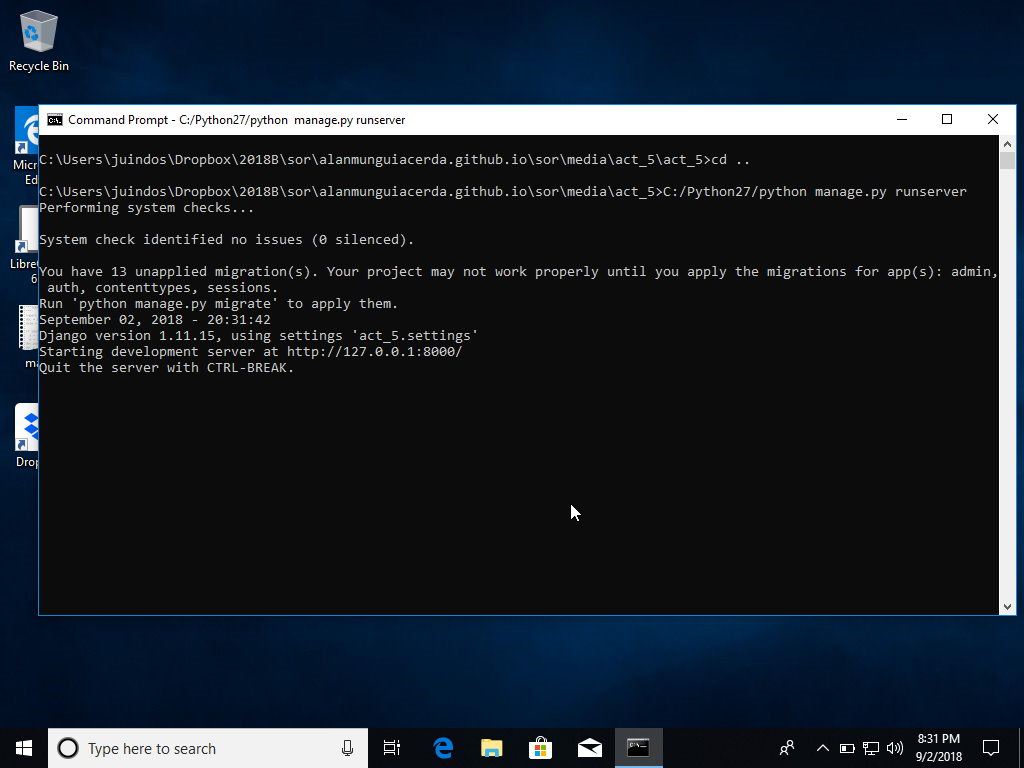 Recycle Bin
Command Prompt - C:/Python27/python manage.py runserver
C:\Users\juindos\Dropbox\2018B\sor\alanmunguiacerda.github.io\sor\media\act_5\act_5>cd ..
C:\Users\juindos\Dropbox\2018B\sor\alanmunguiacerda.github.io\sor\media\act_5>C:/Python27/python manage.py runserver
Performing system checks...
System check identified no issues (0 silenced).
You have 13 unapplied migration(s). Your project may not work properly until you apply the migrations for app(s): admin,
auth, contenttypes, sessions.
Run 'python manage.py migrate' to apply them.
September 02, 2018 - 20:31:42
Django version 1.11.15, using settings 'act_5.settings'
Starting development server at http://127.0.0.1:8000/
Quit the server with CTRL-BREAK.
Micr
Ed
Libre
6
m
Drop
Type here to search
8:31 PM
9/2/2018